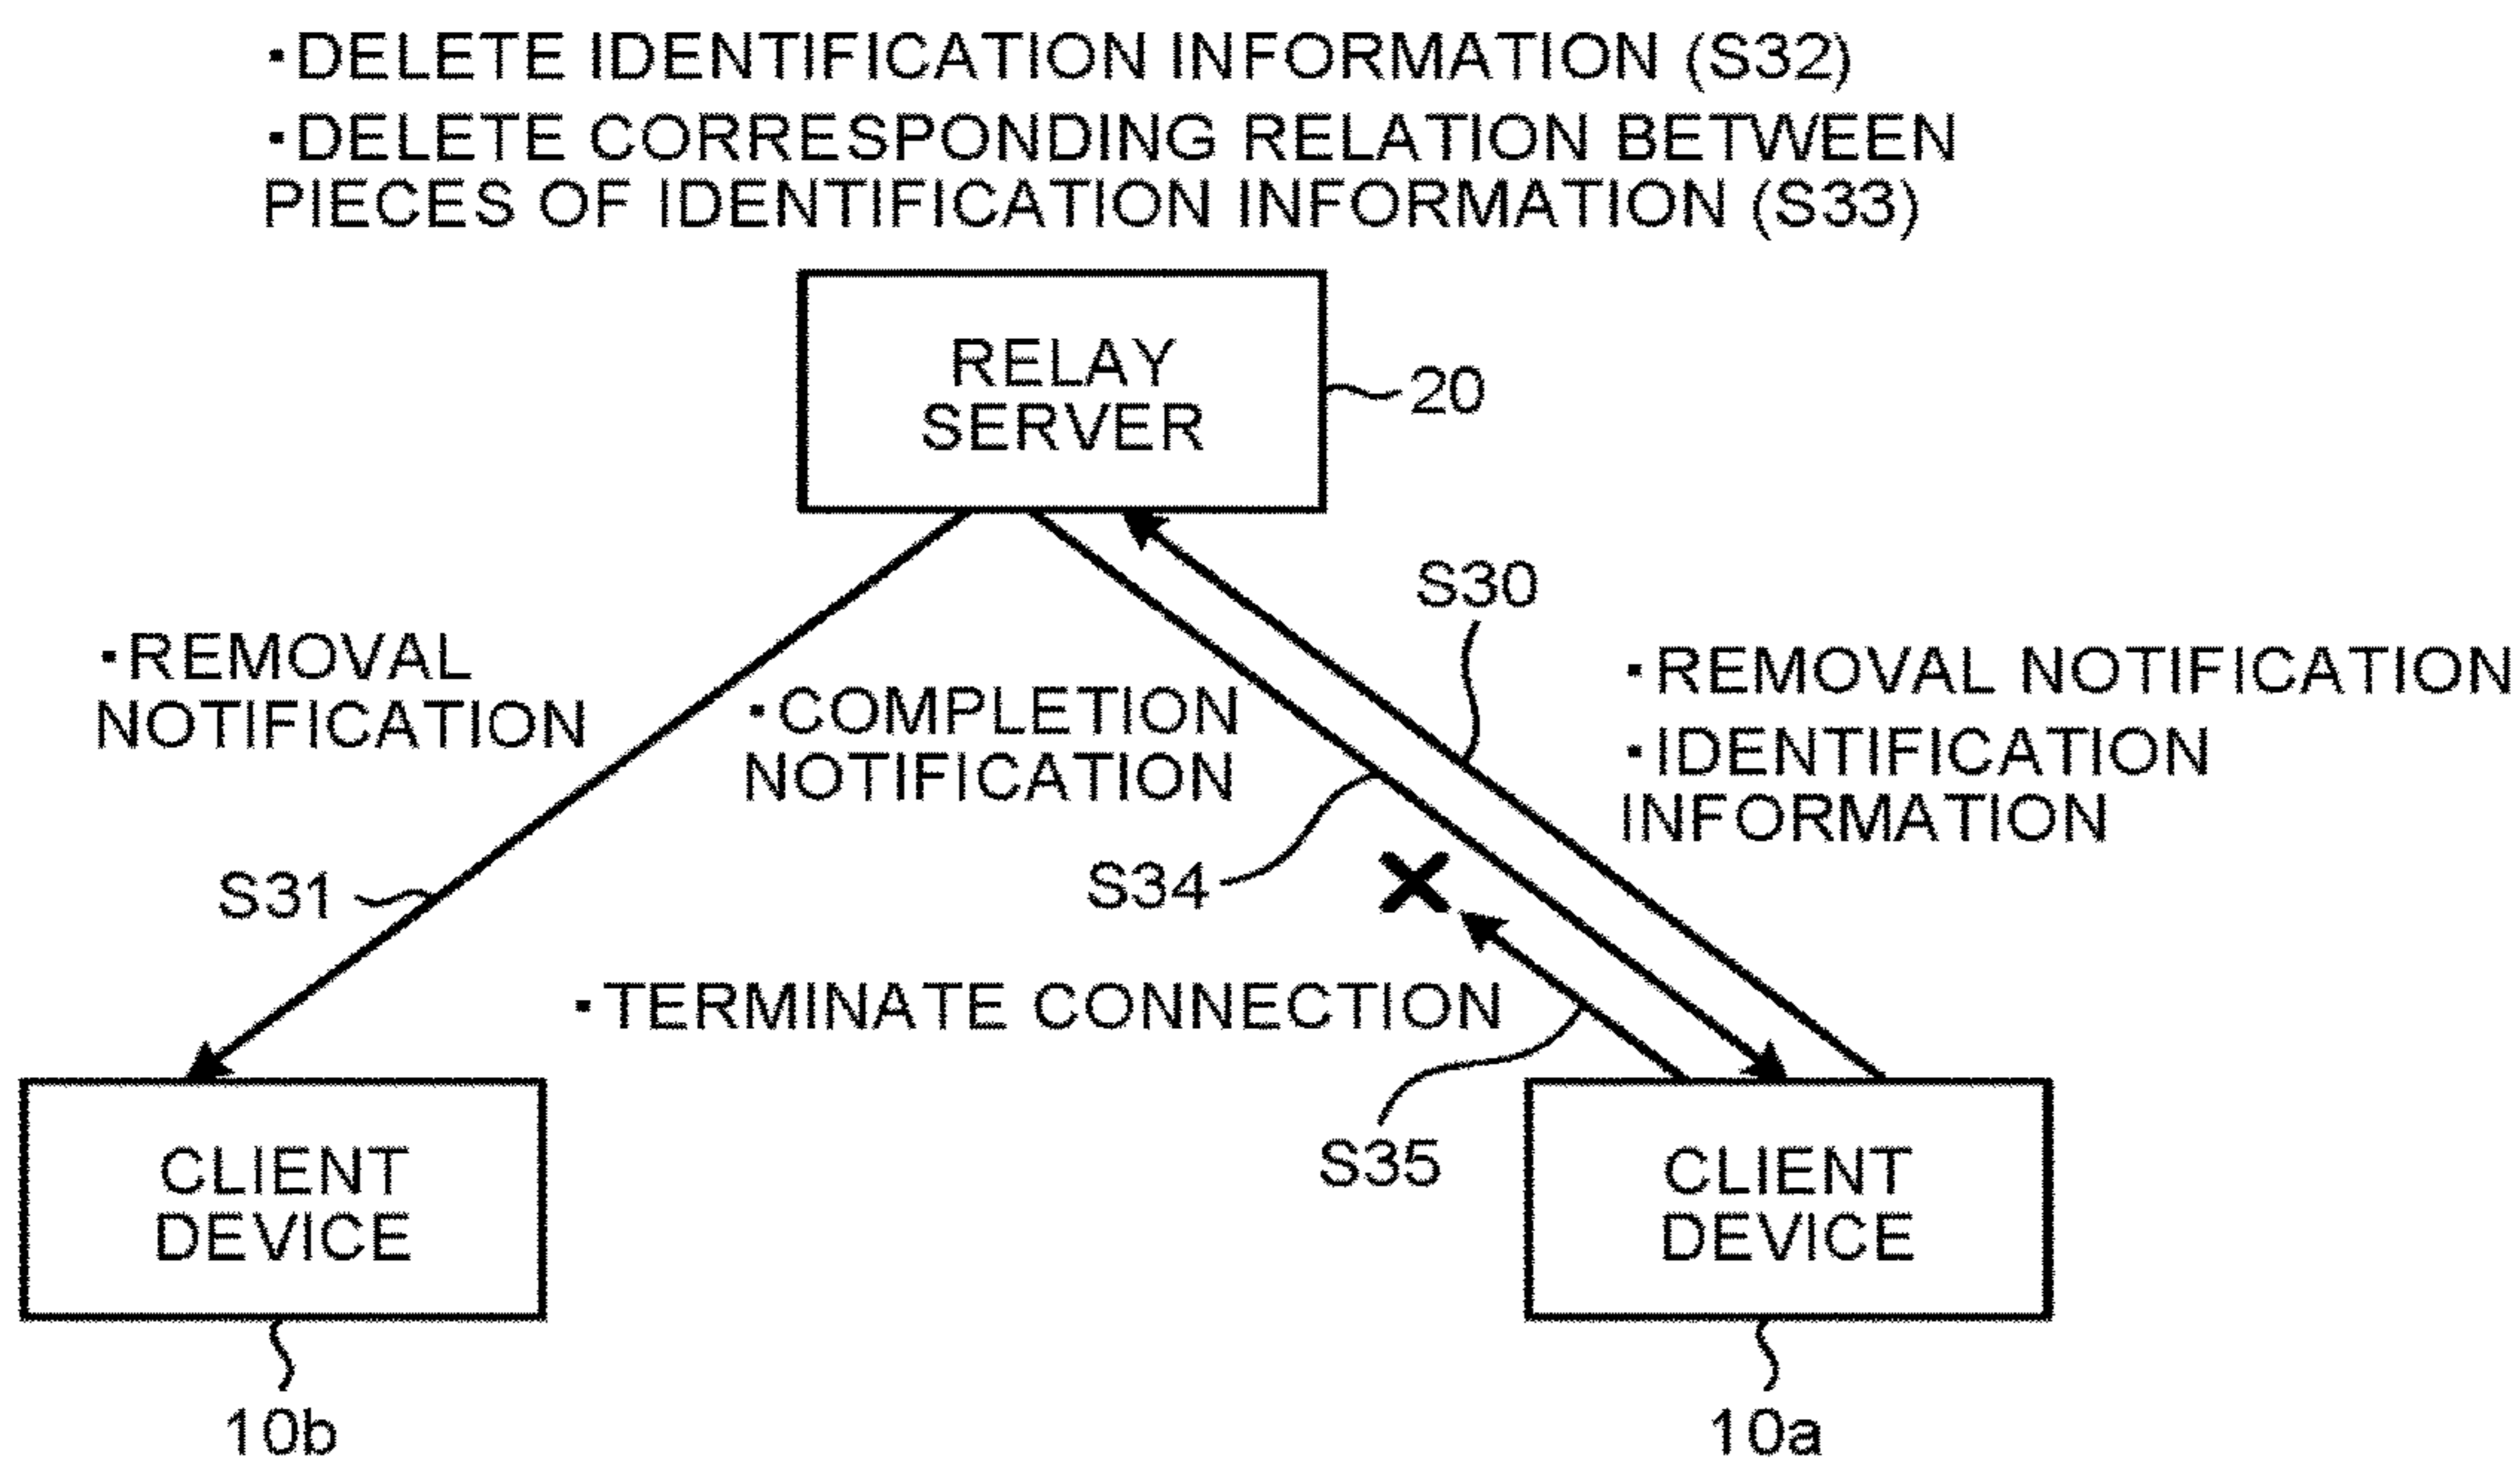 ▪DELETE IDENTIFICATION INFORMATION (S32)
▪DELETE CORRESPONDING RELATION BETWEEN
PIECES OF IDENTIFICATION INFORMATION (S33)
RELAY
SERVER
20
S30
▪REMOVAL
NOTIFICATION
▪COMPLETION
NOTIFICATION
▪REMOVAL NOTIFICATION
▪IDENTIFICATION
INFORMATION
S31
S34
▪TERMINATE CONNECTION
S35
CLIENT
DEVICE
CLIENT
DEVICE
10b
10a